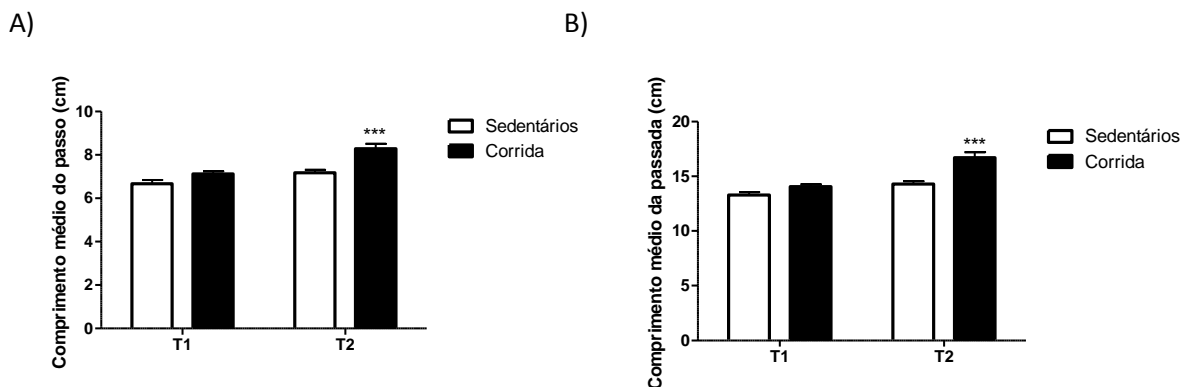 A)
Comprimento médio do passo (cm)
10
8
6
4
2
0
***
T1
T2
Sedentários
Corrida
B)
Comprimento médio da passada (cm)
20
15
10
5
0
***
T1
T2
Sedentários
Corrida